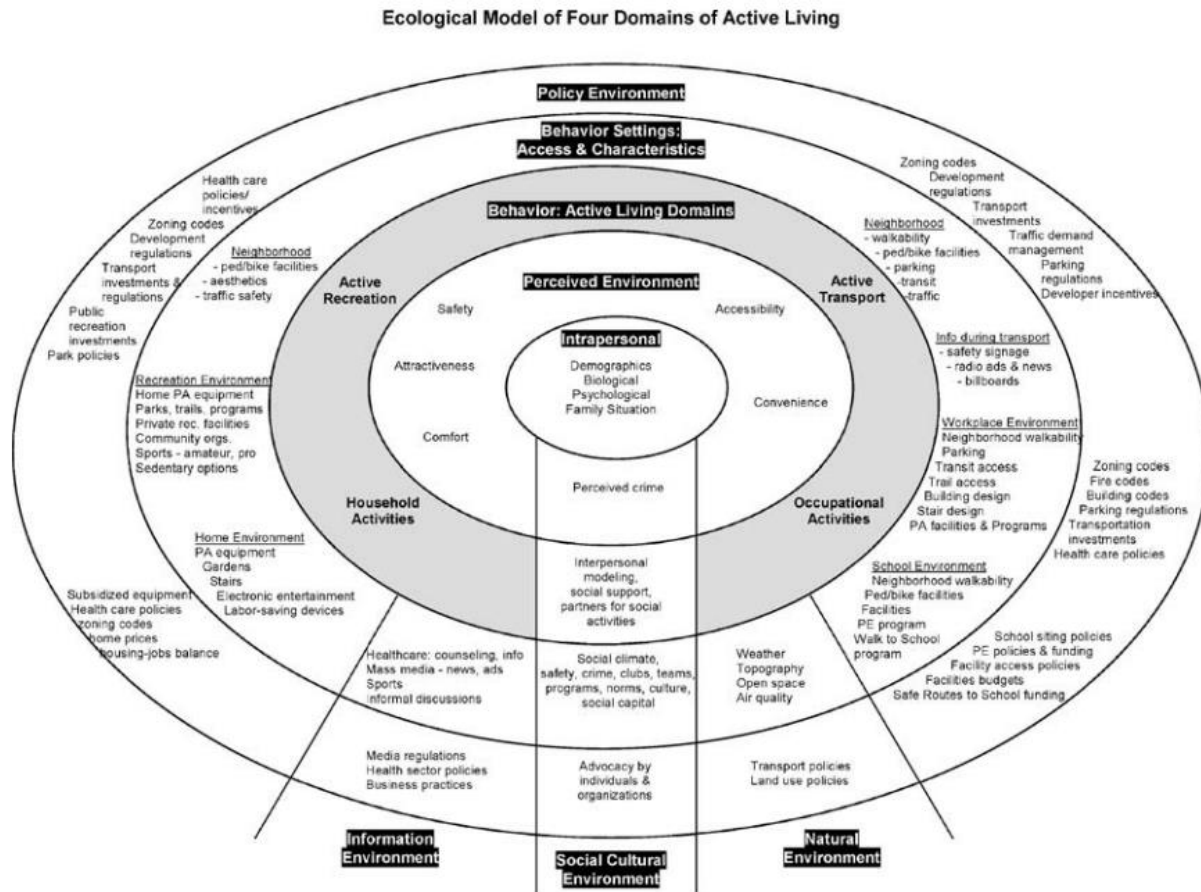 Ecological Model of Four Domains of Active Living
Policy Environment
Behavior Settings:
Access & Characteristics
Behavior: Active Living Domains
Perceived Environment
Intrapersonal
Demographics
Biological
Psychological
Family Situation
Safety
Attractiveness
Comfort
Accessibility
Convenience
Perceived crime
Active
Recreation
Active
Transport
Household
Activities
Occupational
Activities
Health care
policies/
incentives
Zoning codes
Development
regulations
Transport
investments &
regulations
Public
recreation
investments
Park policies
Neighborhood
- ped/bike facilities
- aesthetics
- traffic safety
Recreation Environment
Home PA equipment
Parks, trails, programs
Private rec. facilities
Community orgs.
Sports - amateur, pro
Sedentary options
Home Environment
PA equipment
Gardens
Stairs
Electronic entertainment
Labor-saving devices
Subsidized equipment
Health care policies
zoning codes
home prices
housing-jobs balance
Zoning codes
Development
regulations
Transport
investments
Traffic demand
management
Parking
regulations
Developer incentives
Neighborhood
- walkability
- ped/bike facilities
- parking
-transit
-traffic
Info during transport
- safety signage
- radio ads & news
- billboards
Workplace Environment
Neighborhood walkability
Parking
Transit access
Trail access
Building design
Stair design
PA facilities & Programs
Zoning codes
Fire codes
Building codes
Parking regulations
Transportation
investments
Health care policies
School Environment
Neighborhood walkability
Ped/bike facilities
Facilities
PE program
Walk to School
program
School siting policies
PE policies & funding
Facility access policies
Facilities budgets
Safe Routes to School funding
Interpersonal
modeling,
social support,
partners for social
activities
Healthcare: counseling, info
Mass media - news, ads
Sports
Informal discussions
Social climate,
safety, crime, clubs, teams,
programs, norms, culture,
social capital
Weather
Topography
Open space
Air quality
Media regulations
Health sector policies
Business practices
Advocacy by
individuals &
organizations
Transport policies
Land use policies
Information
Environment
Social Cultural
Environment
Natural
Environment